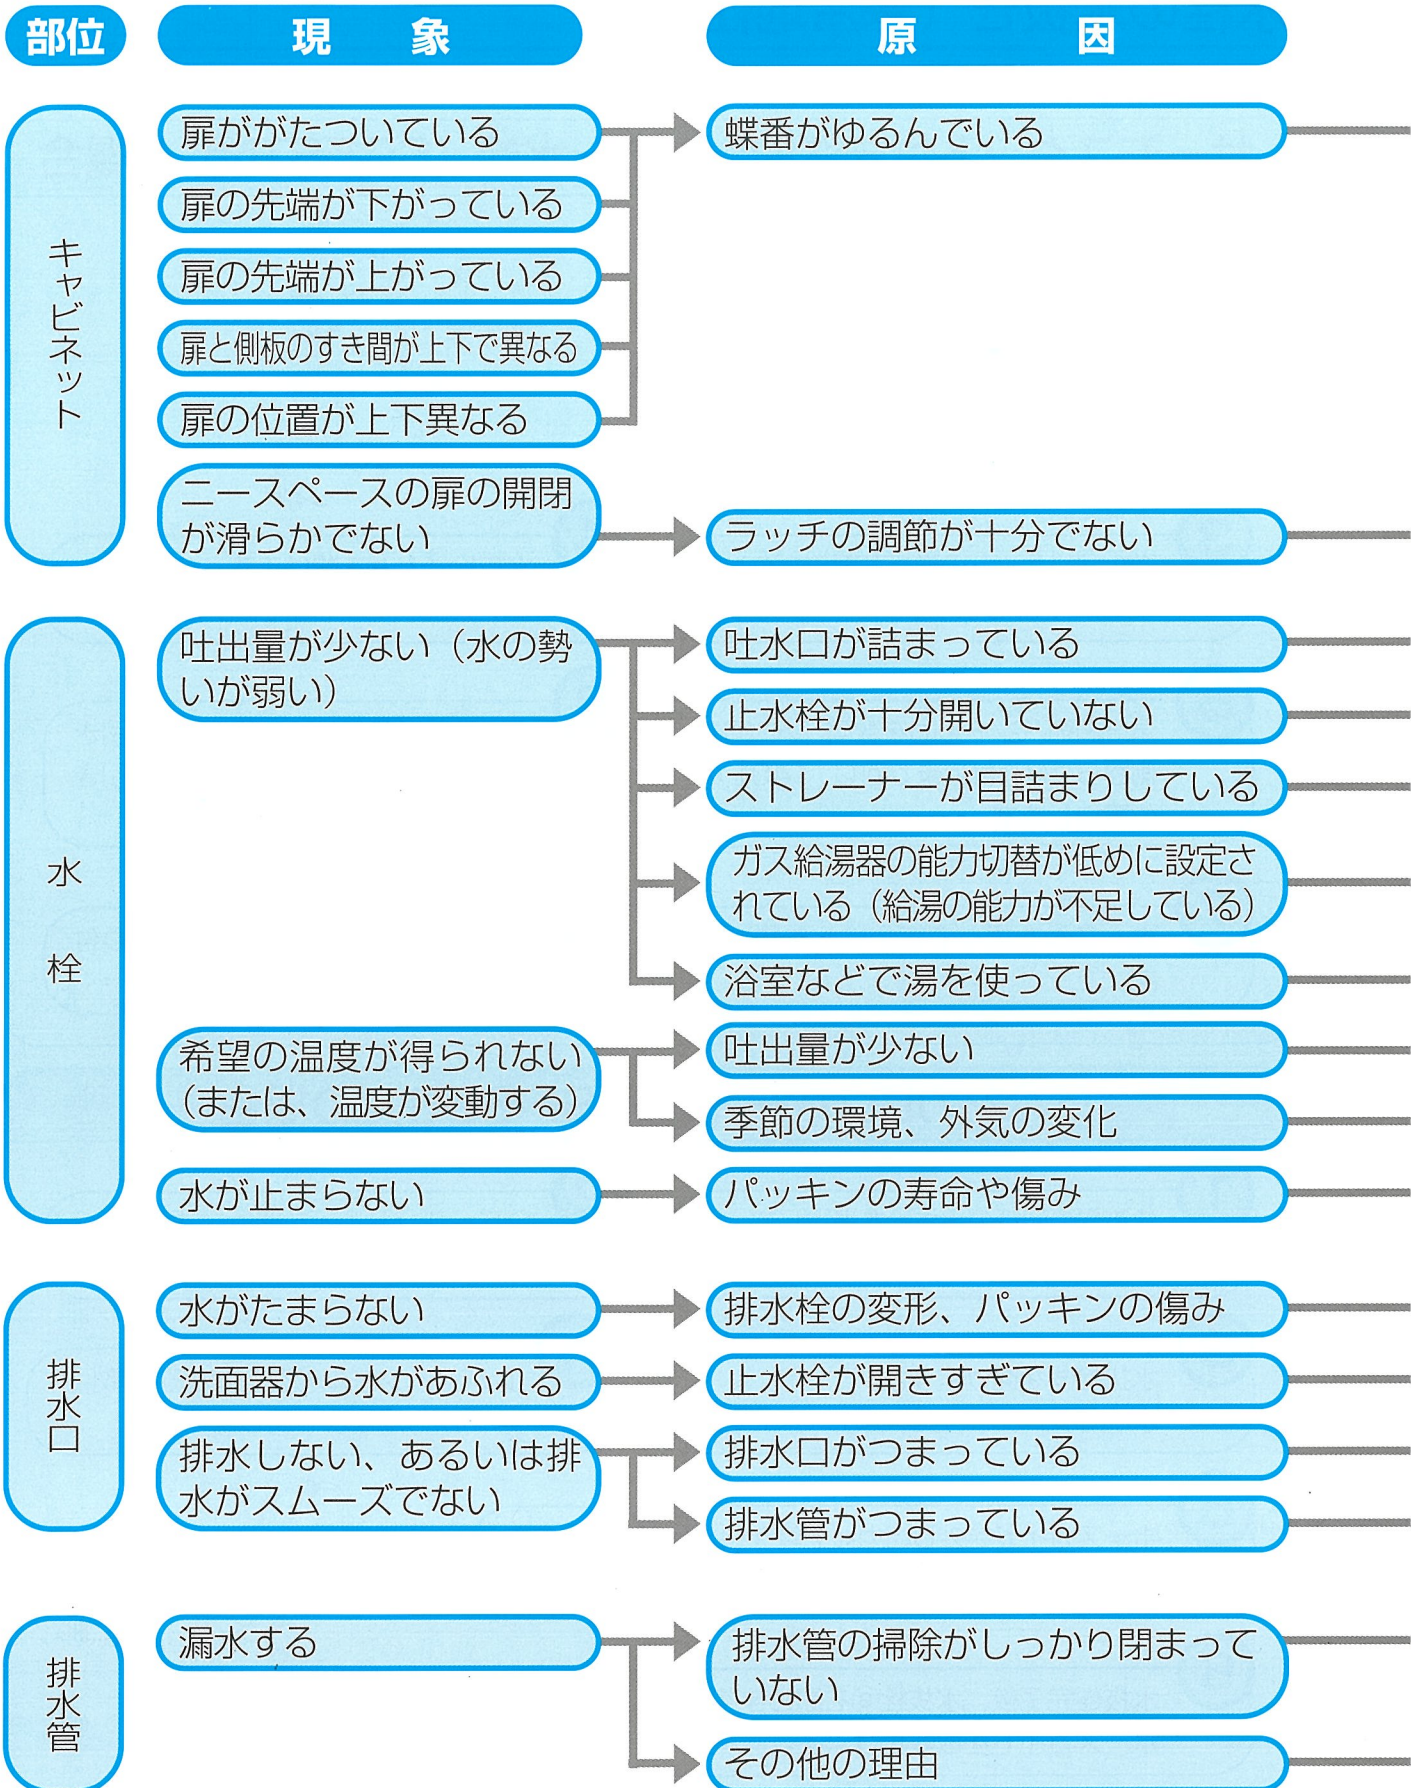 部位
現象
原因
キャビネット
扉ががたついている
蝶番がゆるんでいる
扉の先端が下がっている
扉の先端が上がっている
扉と側板のすき間が上下で異なる
扉の位置が上下異なる
ニースペースの扉の開閉
が滑らかでない
ラッチの調節が十分でない
水栓
吐出量が少ない（水の勢
いが弱い）
吐水口が詰まっている
止水栓が十分開いていない
ストレーナーが目詰まりしている
ガス給湯器の能力切替が低めに設定さ
れている（給湯の能力が不足している）
浴室などで湯を使っている
希望の温度が得られない
（または、温度が変動する）
吐出量が少ない
季節の環境、外気の変化
水が止まらない
パッキンの寿命や傷み
排水口
水がたまらない
排水栓の変形、パッキンの傷み
洗面器から水があふれる
止水栓が開きすぎている
排水しない、あるいは排
水がスムーズでない
排水口がつまっている
排水管がつまっている
排水管
漏水する
排水管の掃除がしっかり閉まって
いない
その他の理由